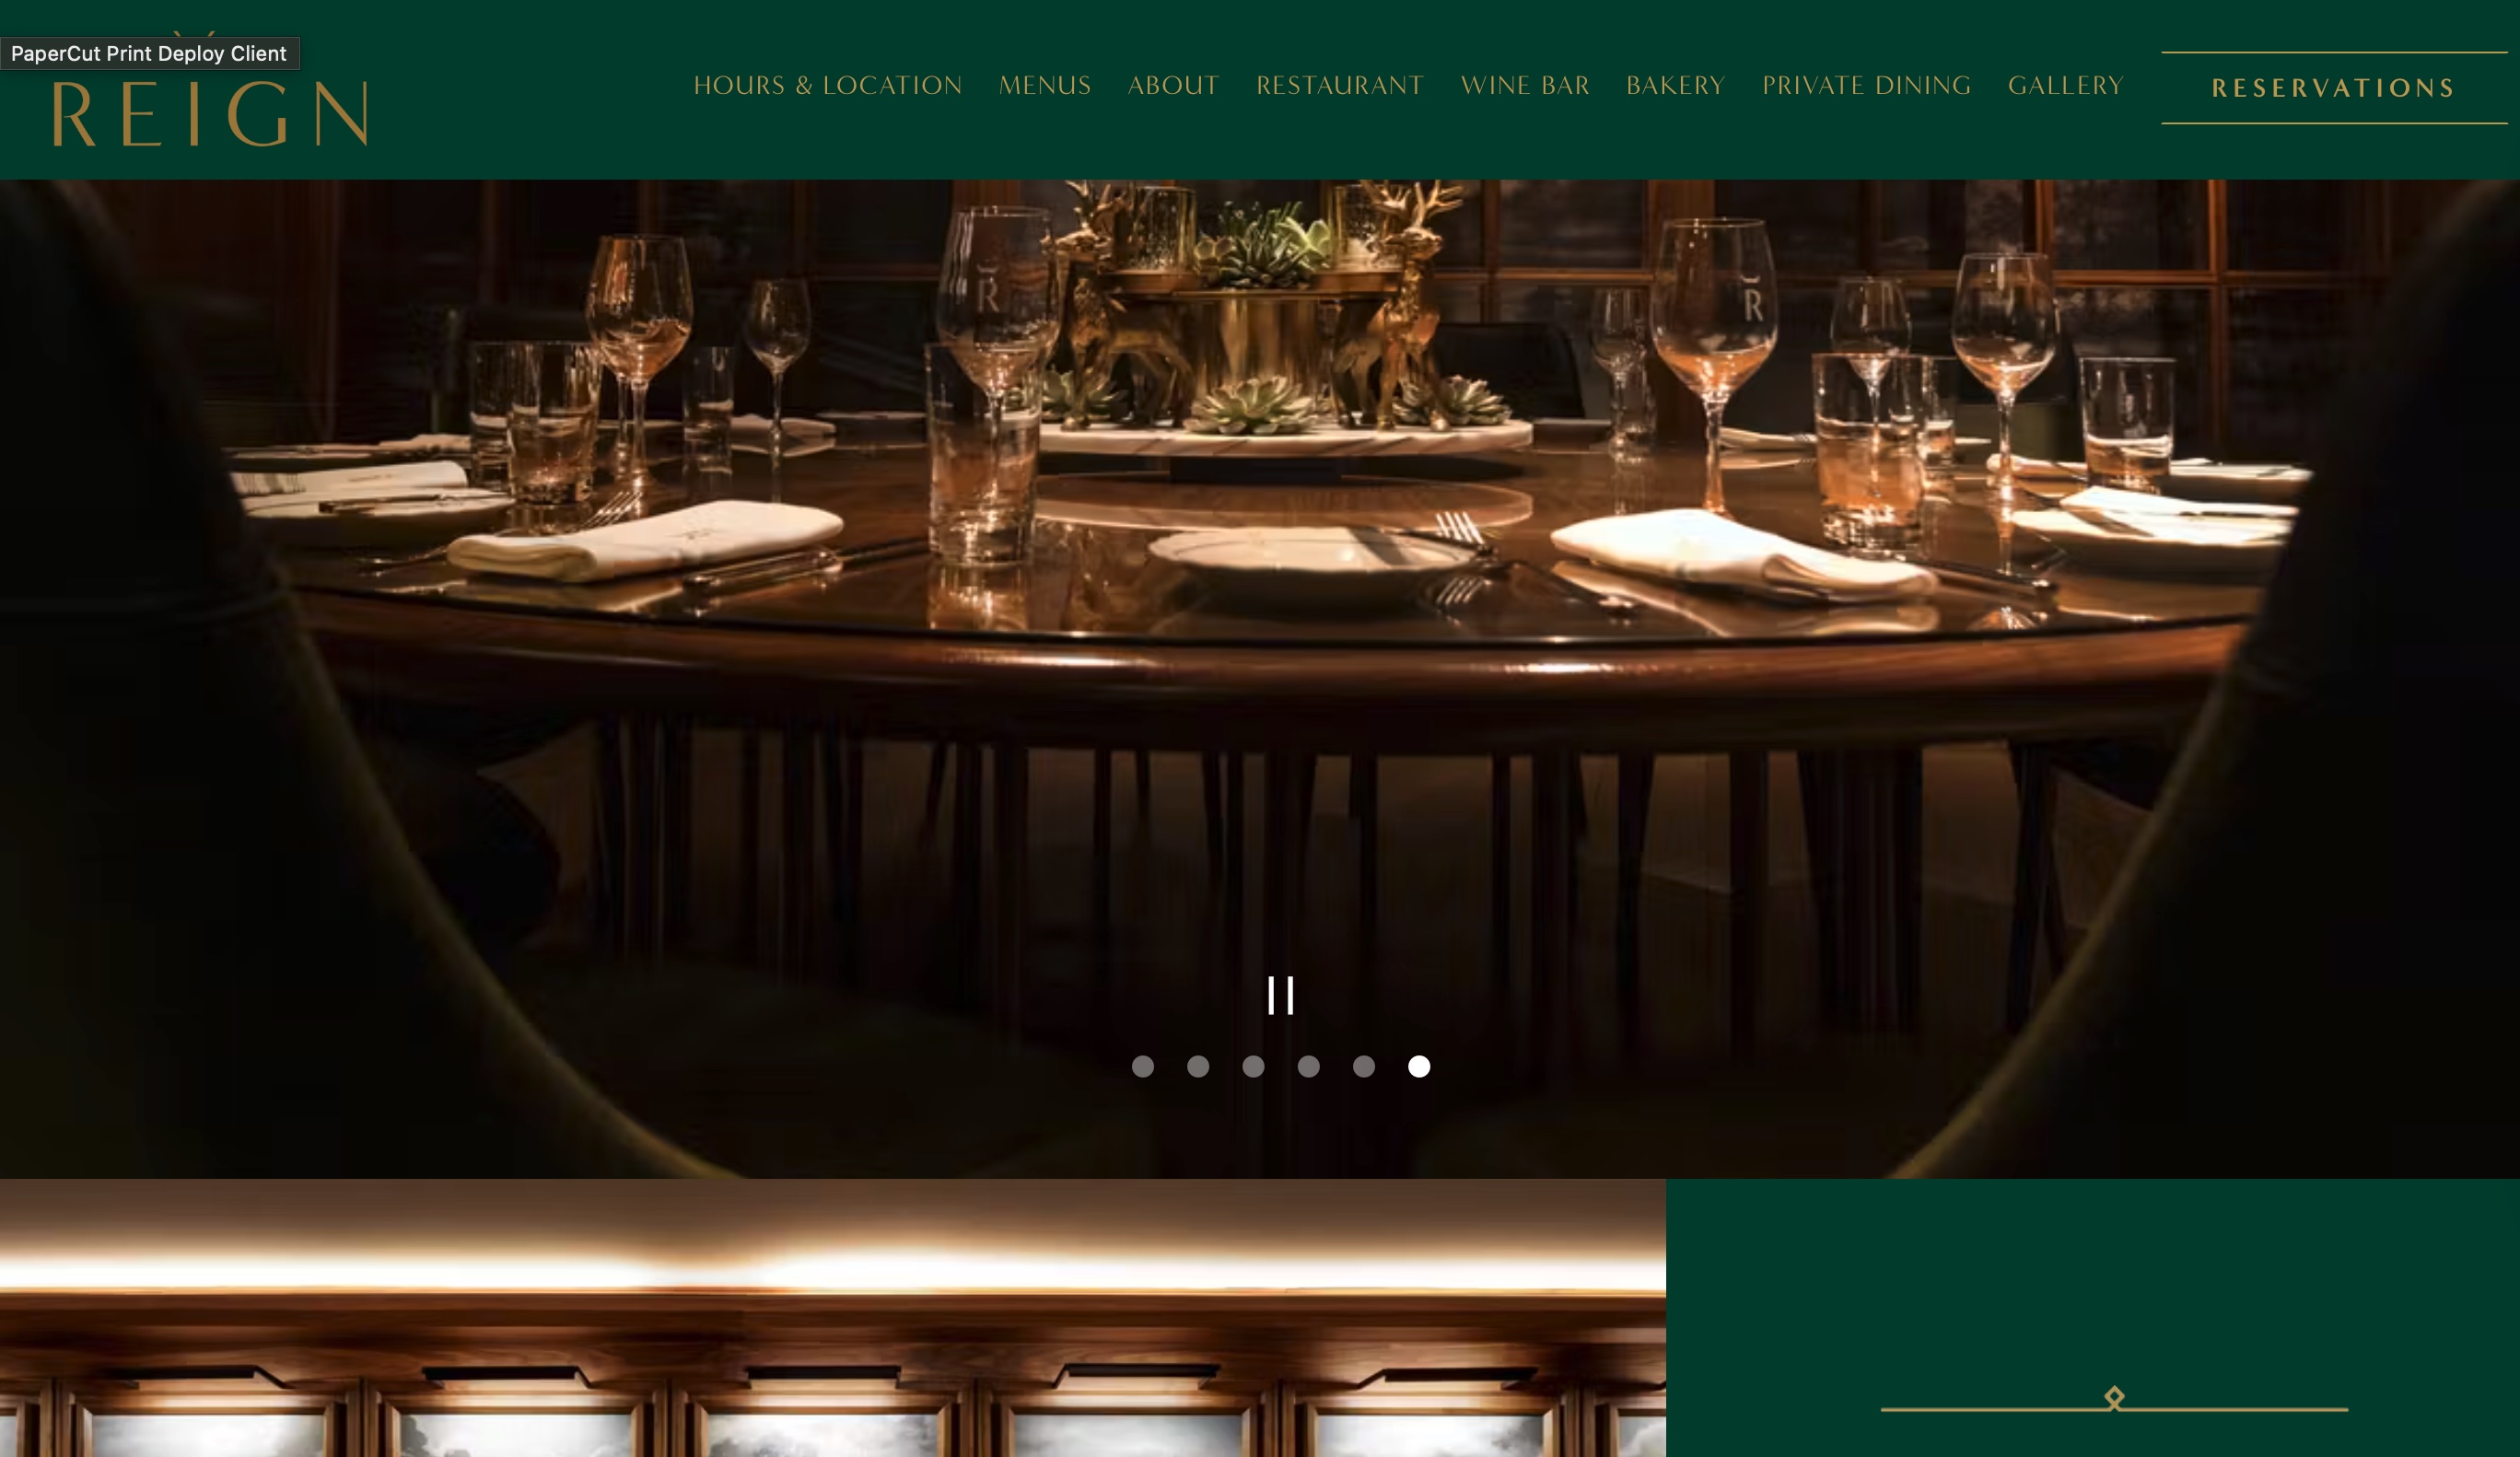 PaperCut Print Deploy Client
REIGN
HOURS & LOCATION MENUS ABOUT RESTAURANT WINE BAR BAKERY PRIVATE DINING GALLERY RESERVATIONS
R
R